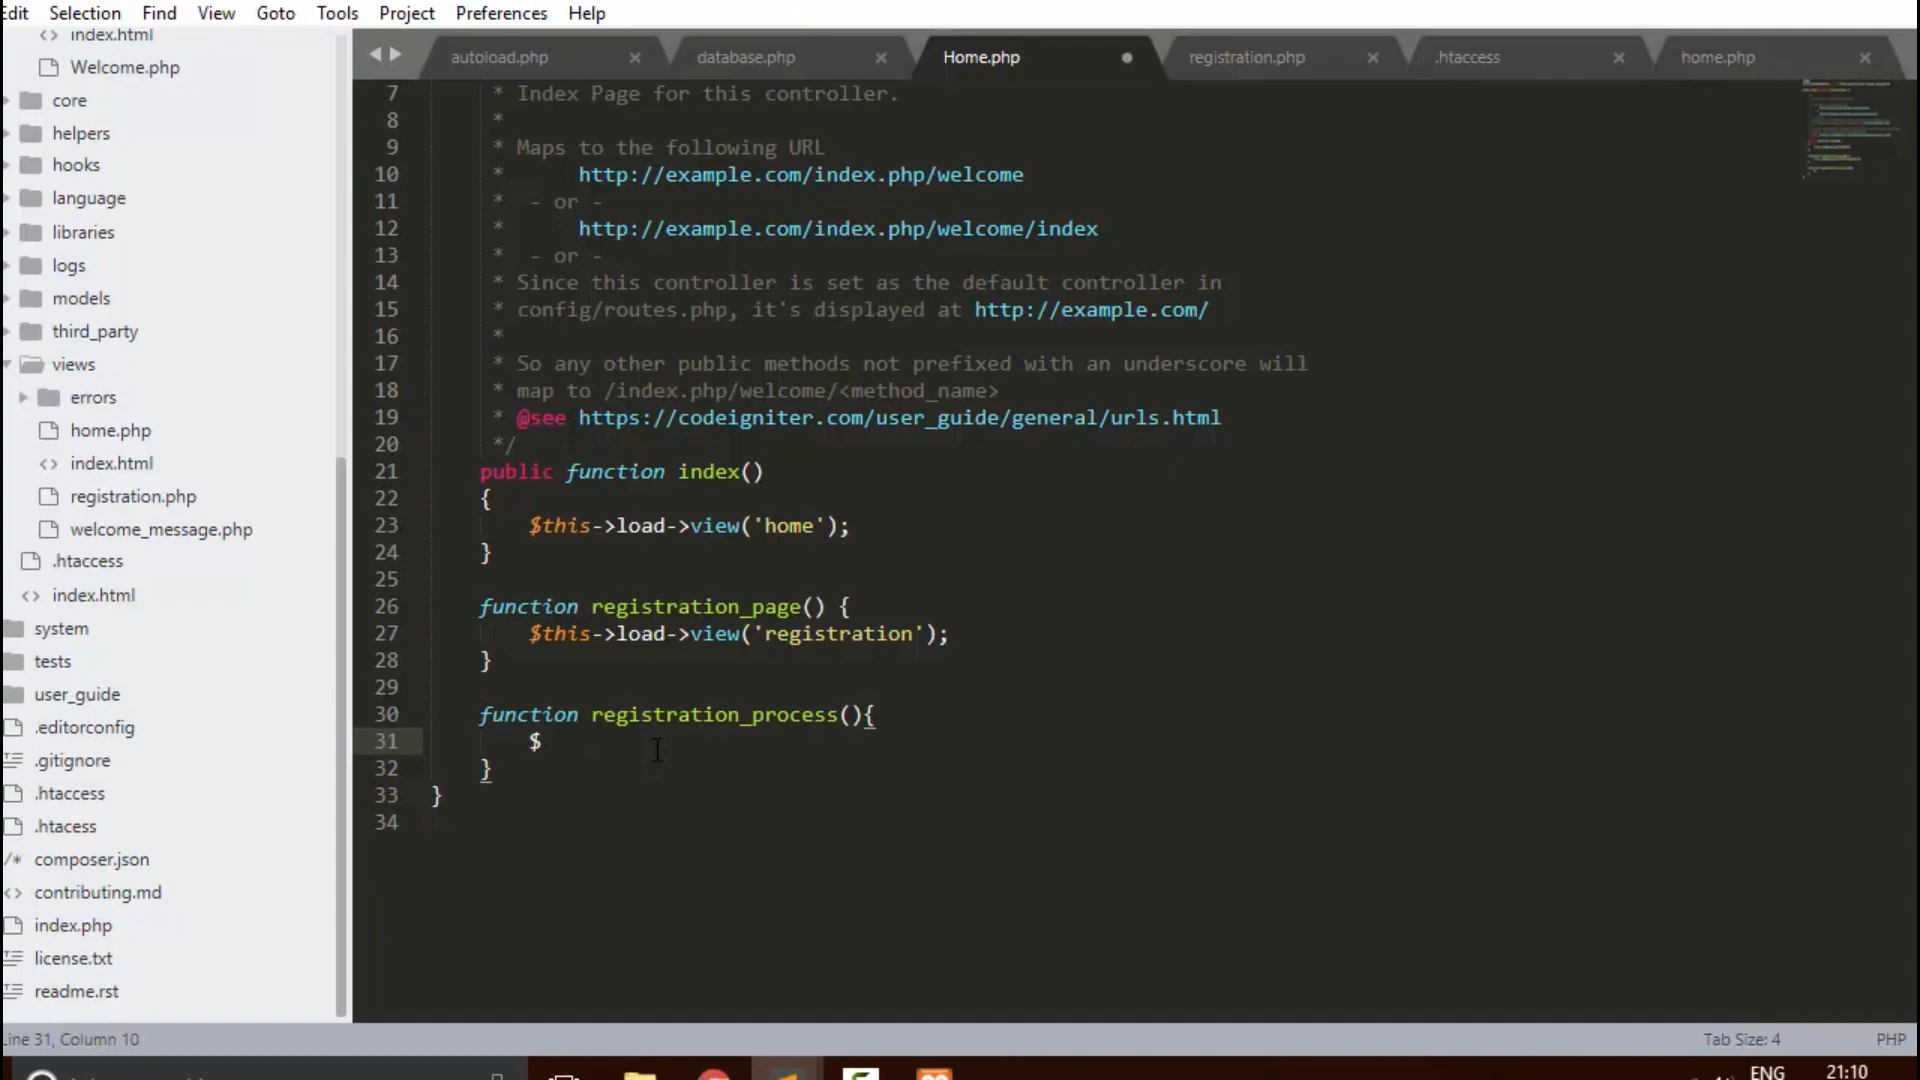 Edit Selection Find View Goto Tools Project Preferences Help
index.html
Welcome.php
core
helpers
hooks
language
libraries
logs
models
third_party
views
errors
home.php
index.html
registration.php
welcome_message.php
.htaccess
index.html
system
tests
user_guide
.editorconfig
.gitignore
.htaccess
.htacess
composer.json
contributing.md
index.php
license.txt
readme.rst
autoload.php database.php Home.php registration.php .htaccess home.php
7 * Index Page for this controller.
8 *
9 * Maps to the following URL
10 * http://example.com/index.php/welcome
11 * - or -
12 * http://example.com/index.php/welcome/index
13 * - or -
14 * Since this controller is set as the default controller in
15 * config/routes.php, it's displayed at http://example.com/
16 *
17 * So any other public methods not prefixed with an underscore will
18 * map to /index.php/welcome/<method_name>
19 * @see https://codeigniter.com/user_guide/general/urls.html
20 */
21 public function index()
22 {
23 $this->load->view('home');
24 }
25
26 function registration_page() {
27 $this->load->view('registration');
28 }
29
30 function registration_process(){
31 $
32 }
33 }
34
Line 31, Column 10 Tab Size: 4 PHP
ENG 21:10